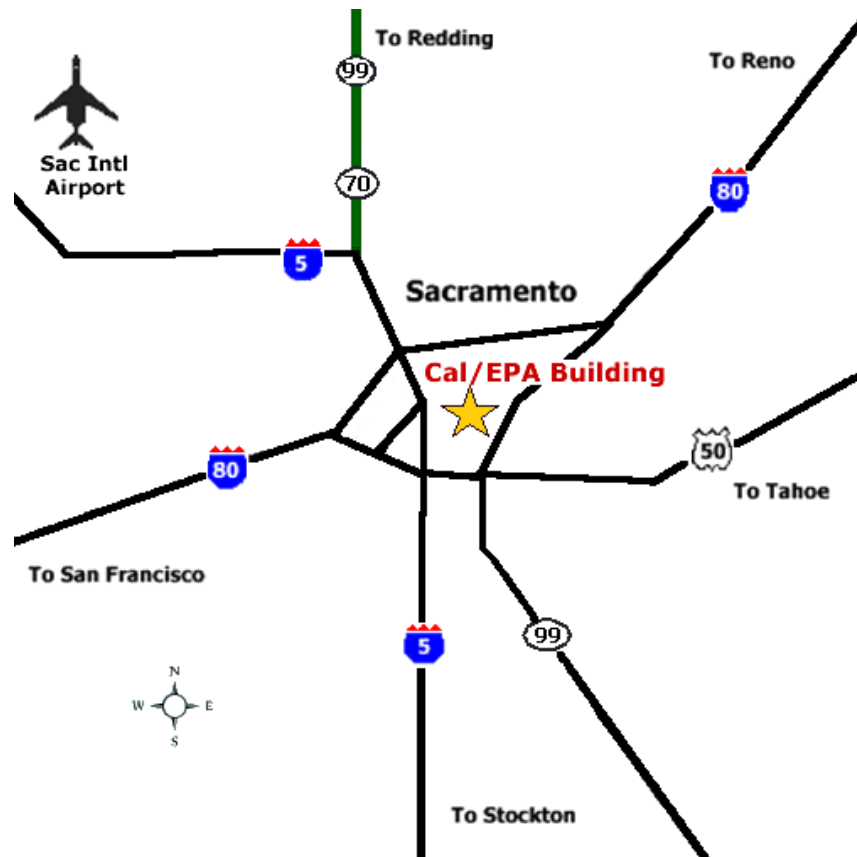 To Redding
99
To Reno
Sac Intl
Airport
70
80
5
Sacramento
Cal/EPA Building
80
50
To Tahoe
To San Francisco
99
5
N
W E
S
To Stockton